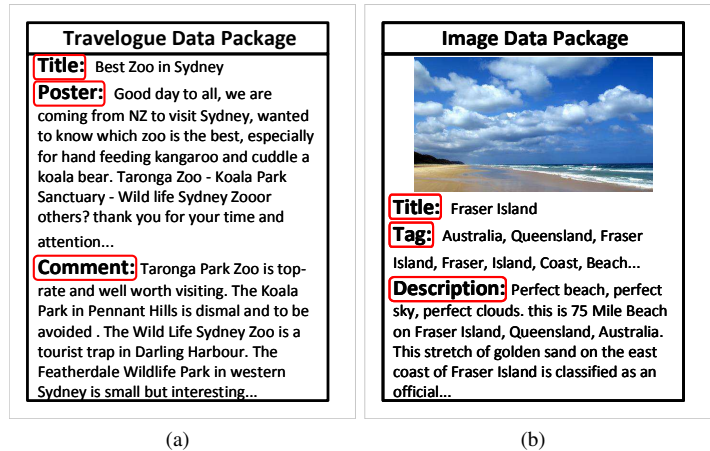 Travelogue Data Package
Title: Best Zoo in Sydney
Poster: Good day to all, we are
coming from NZ to visit Sydney, wanted
to know which zoo is the best, especially
for hand feeding kangaroo and cuddle a
koala bear. Taronga Zoo - Koala Park
Sanctuary - Wild life Sydney Zooor
others? thank you for your time and
attention...
Comment: Taronga Park Zoo is top-
rate and well worth visiting. The Koala
Park in Pennant Hills is dismal and to be
avoided . The Wild Life Sydney Zoo is a
tourist trap in Darling Harbour. The
Featherdale Wildlife Park in western
Sydney is small but interesting...
(a)
Image Data Package
Title: Fraser Island
Tag: Australia, Queensland, Fraser
Island, Fraser, Island, Coast, Beach...
Description: Perfect beach, perfect
sky, perfect clouds. this is 75 Mile Beach
on Fraser Island, Queensland, Australia.
This stretch of golden sand on the east
coast of Fraser Island is classified as an
official...
(b)